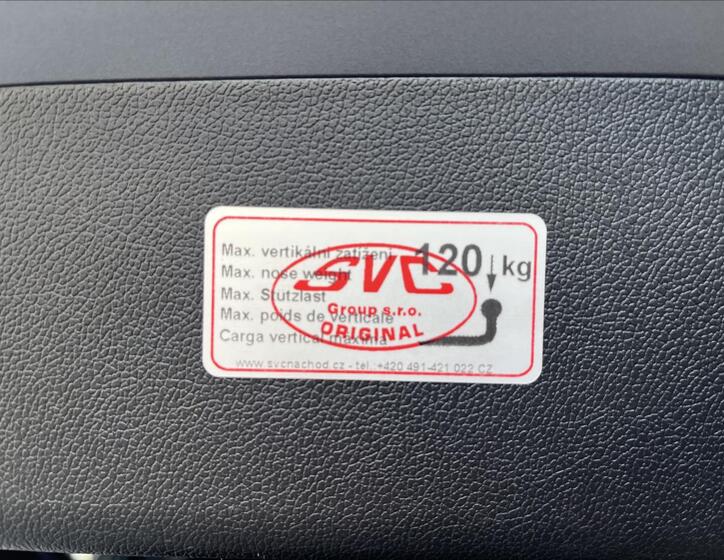 Max. vertikální zatížení 120 kg
Max. nose weight
Max. Stützlast
Max. poids de verticale
Carga vertical máxima
SVC
Group s.r.o.
ORIGINAL
www.svcnachod.cz - tel.:+420 491-421 022 CZ